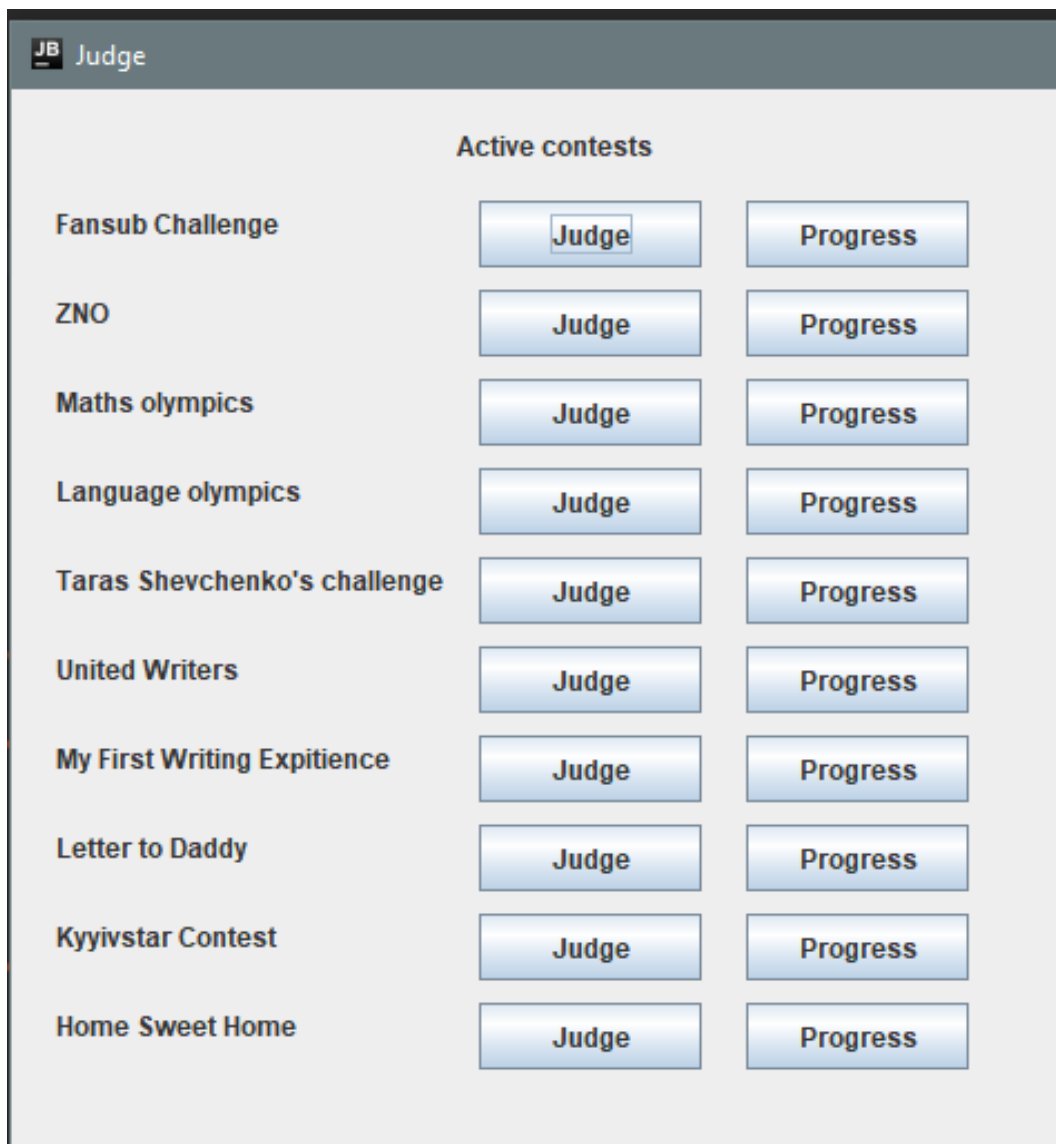 JB Judge
Active contests
Fansub Challenge Judge Progress
ZNO Judge Progress
Maths olympics Judge Progress
Language olympics Judge Progress
Taras Shevchenko's challenge Judge Progress
United Writers Judge Progress
My First Writing Expitience Judge Progress
Letter to Daddy Judge Progress
Kyyivstar Contest Judge Progress
Home Sweet Home Judge Progress